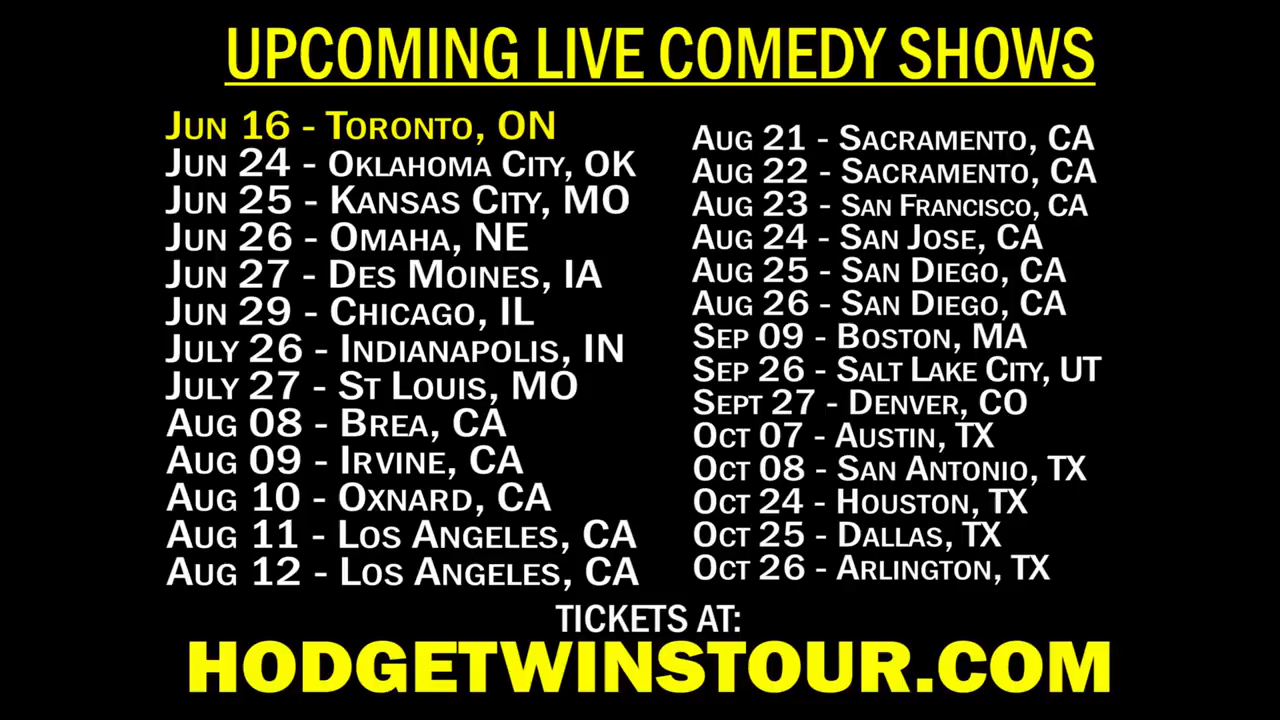 UPCOMING LIVE COMEDY SHOWS
JUN 16 - TORONTO, ON
JUN 24 - OKLAHOMA CITY, OK
JUN 25 - KANSAS CITY, MO
JUN 26 - OMAHA, NE
JUN 27 - DES MOINES, IA
JUN 29 - CHICAGO, IL
JULY 26 - INDIANAPOLIS, IN
JULY 27 - ST LOUIS, MO
AUG 08 - BREA, CA
AUG 09 - IRVINE, CA
AUG 10 - OXNARD, CA
AUG 11 - LOS ANGELES, CA
AUG 12 - LOS ANGELES, CA
AUG 21 - SACRAMENTO, CA
AUG 22 - SACRAMENTO, CA
AUG 23 - SAN FRANCISCO, CA
AUG 24 - SAN JOSE, CA
AUG 25 - SAN DIEGO, CA
AUG 26 - SAN DIEGO, CA
SEP 09 - BOSTON, MA
SEP 26 - SALT LAKE CITY, UT
SEPT 27 - DENVER, CO
OCT 07 - AUSTIN, TX
OCT 08 - SAN ANTONIO, TX
OCT 24 - HOUSTON, TX
OCT 25 - DALLAS, TX
OCT 26 - ARLINGTON, TX
TICKETS AT:
HODGETWINSTOUR.COM